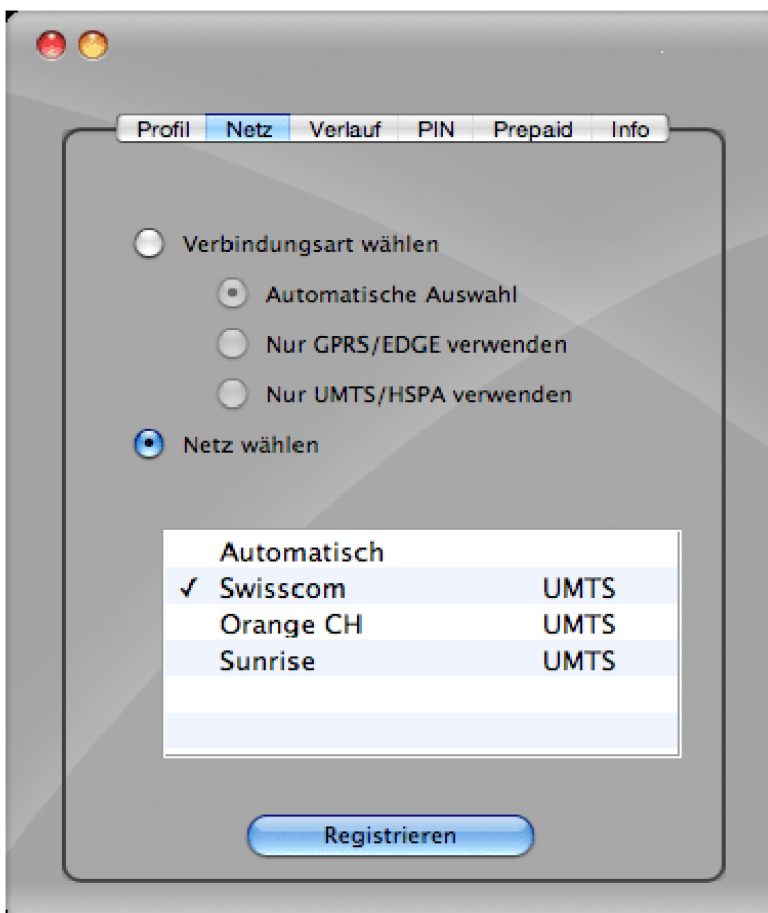 Profil Netz Verlauf PIN Prepaid Info
Verbindungsart wählen
Automatische Auswahl
Nur GPRS/EDGE verwenden
Nur UMTS/HSPA verwenden
Netz wählen
Automatisch
✓ Swisscom UMTS
Orange CH UMTS
Sunrise UMTS
Registrieren